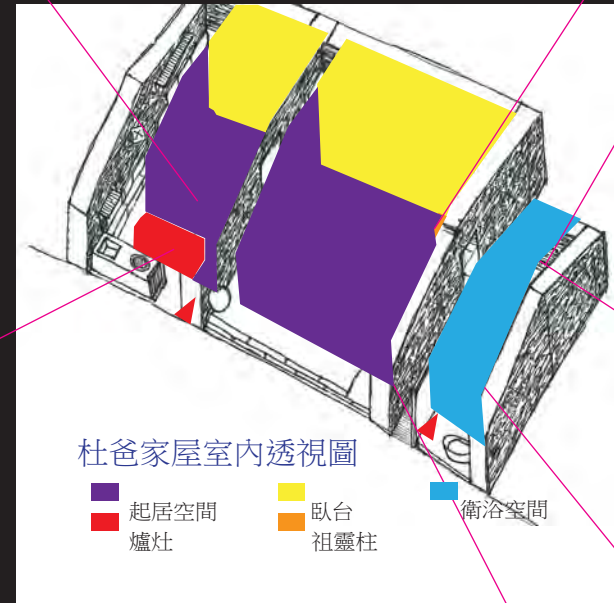 杜爸家屋室內透視圖
起居空間
臥台
衛浴空間
爐灶
祖靈柱